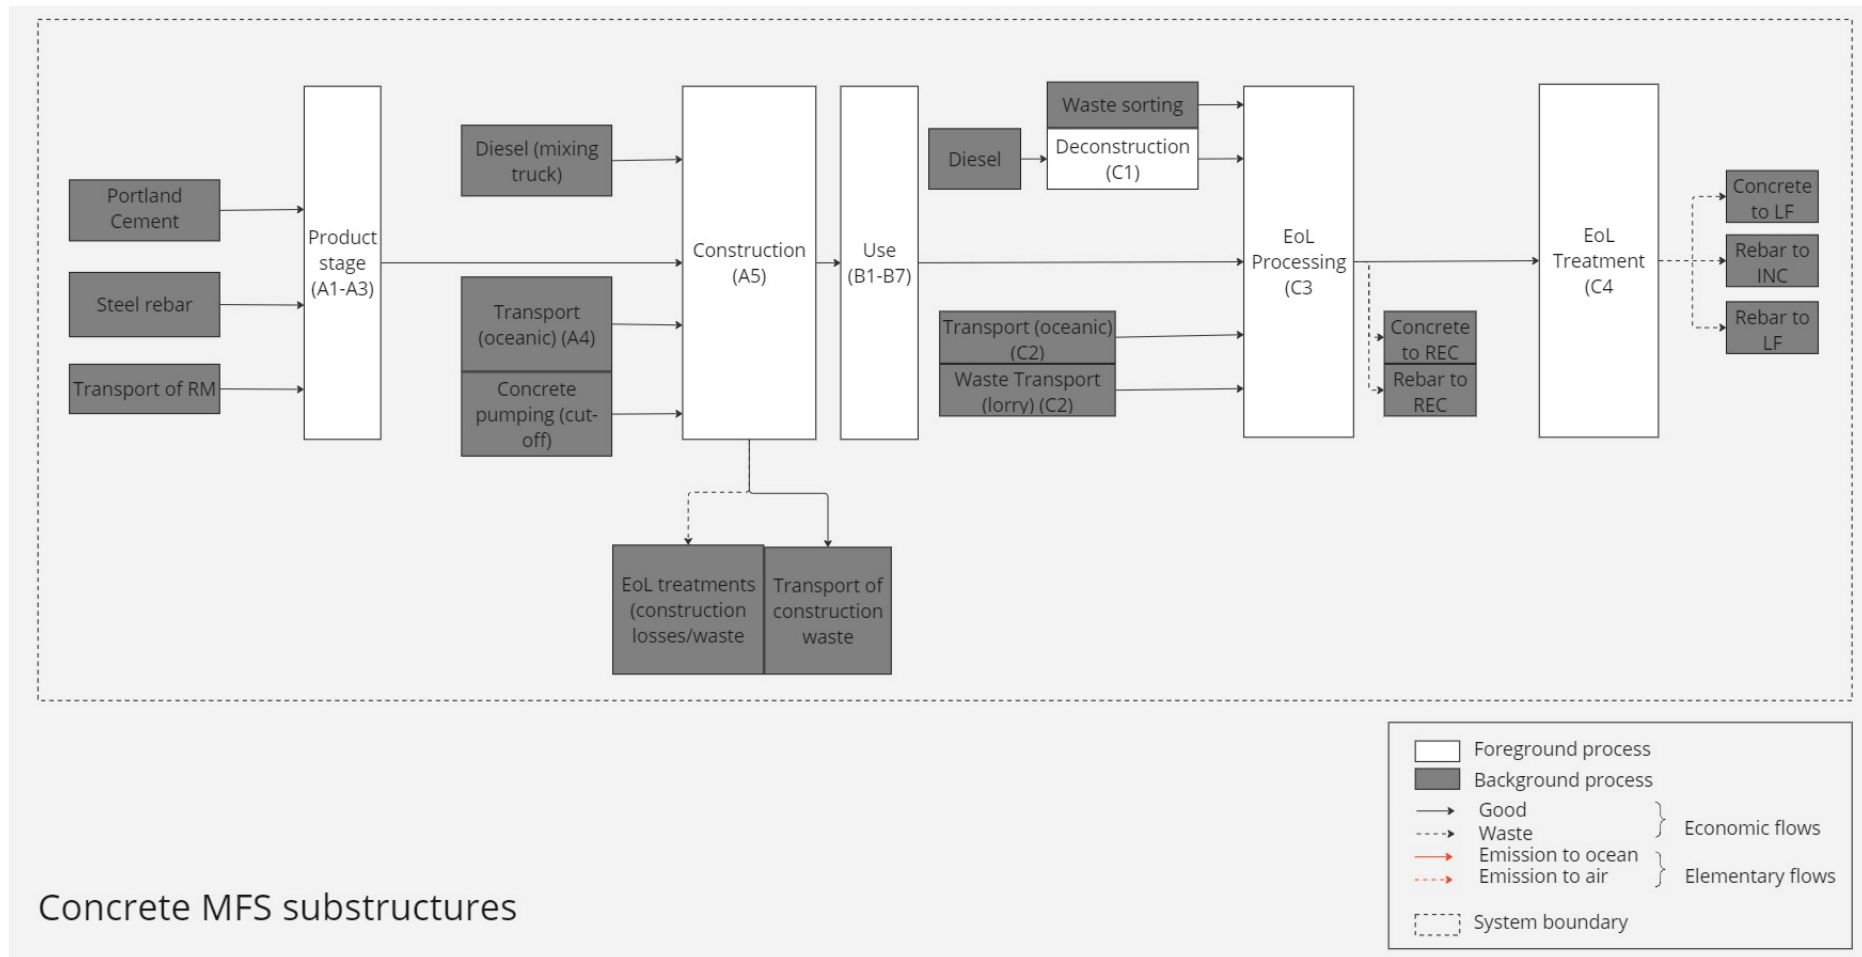 Portland
Cement
Steel rebar
Transport of RM
Product
stage
(A1-A3)
Diesel (mixing
truck)
Transport
(oceanic) (A4)
Concrete
pumping (cut-
off)
Construction
(A5)
EoL treatments
(construction
losses/waste
Transport of
construction
waste
Use
(B1-B7)
Diesel
Waste sorting
Deconstruction
(C1)
Transport (oceanic)
(C2)
Waste Transport
(lorry) (C2)
EoL
Processing
(C3
Concrete
to REC
Rebar to
REC
EoL
Treatment
(C4
Concrete
to LF
Rebar to
INC
Rebar to
LF
Foreground process
Background process
Good
Waste
Economic flows
Emission to ocean
Emission to air
Elementary flows
System boundary
Concrete MFS substructures